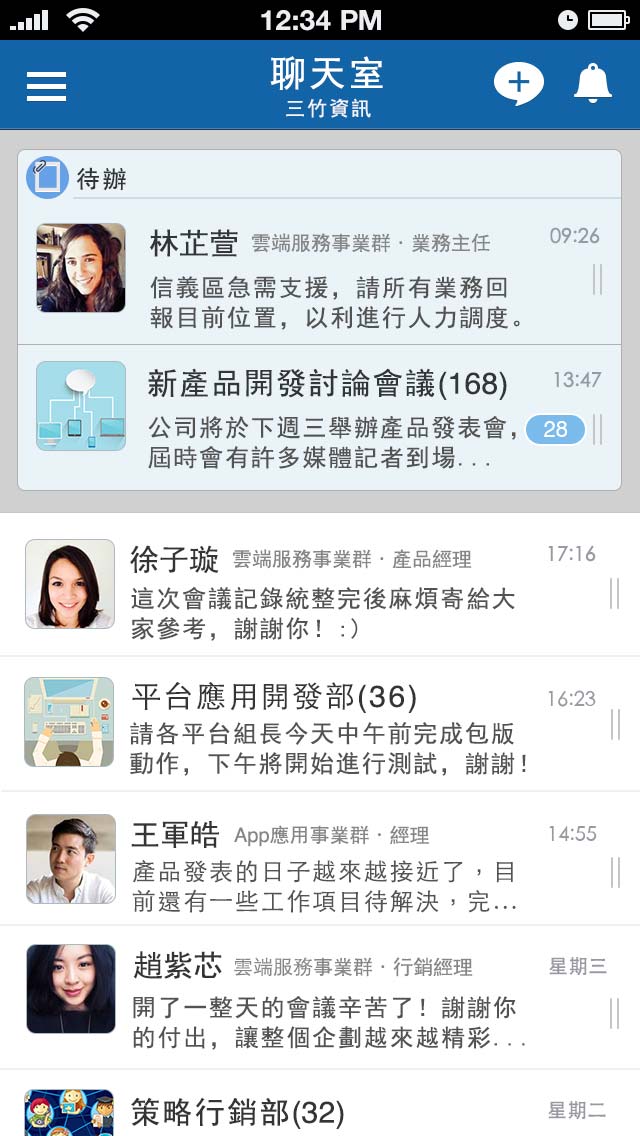 12:34 PM
聊天室
三竹資訊
待辦
林芷萱 雲端服務事業群·業務主任 09:26
信義區急需支援，請所有業務回
報目前位置，以利進行人力調度。
新產品開發討論會議(168) 13:47
公司將於下週三舉辦產品發表會， 28
屆時會有許多媒體記者到場...
徐子璇 雲端服務事業群·產品經理 17:16
這次會議記錄統整完後麻煩寄給大
家參考，謝謝你！:)
平台應用開發部(36) 16:23
請各平台組長今天中午前完成包版
動作，下午將開始進行測試，謝謝！
王軍皓 App應用事業群·經理 14:55
產品發表的日子越來越接近了，目
前還有一些工作項目待解決，完...
趙紫芯 雲端服務事業群·行銷經理 星期三
開了一整天的會議辛苦了！謝謝你
的付出，讓整個企劃越來越精彩...
策略行銷部(32) 星期二